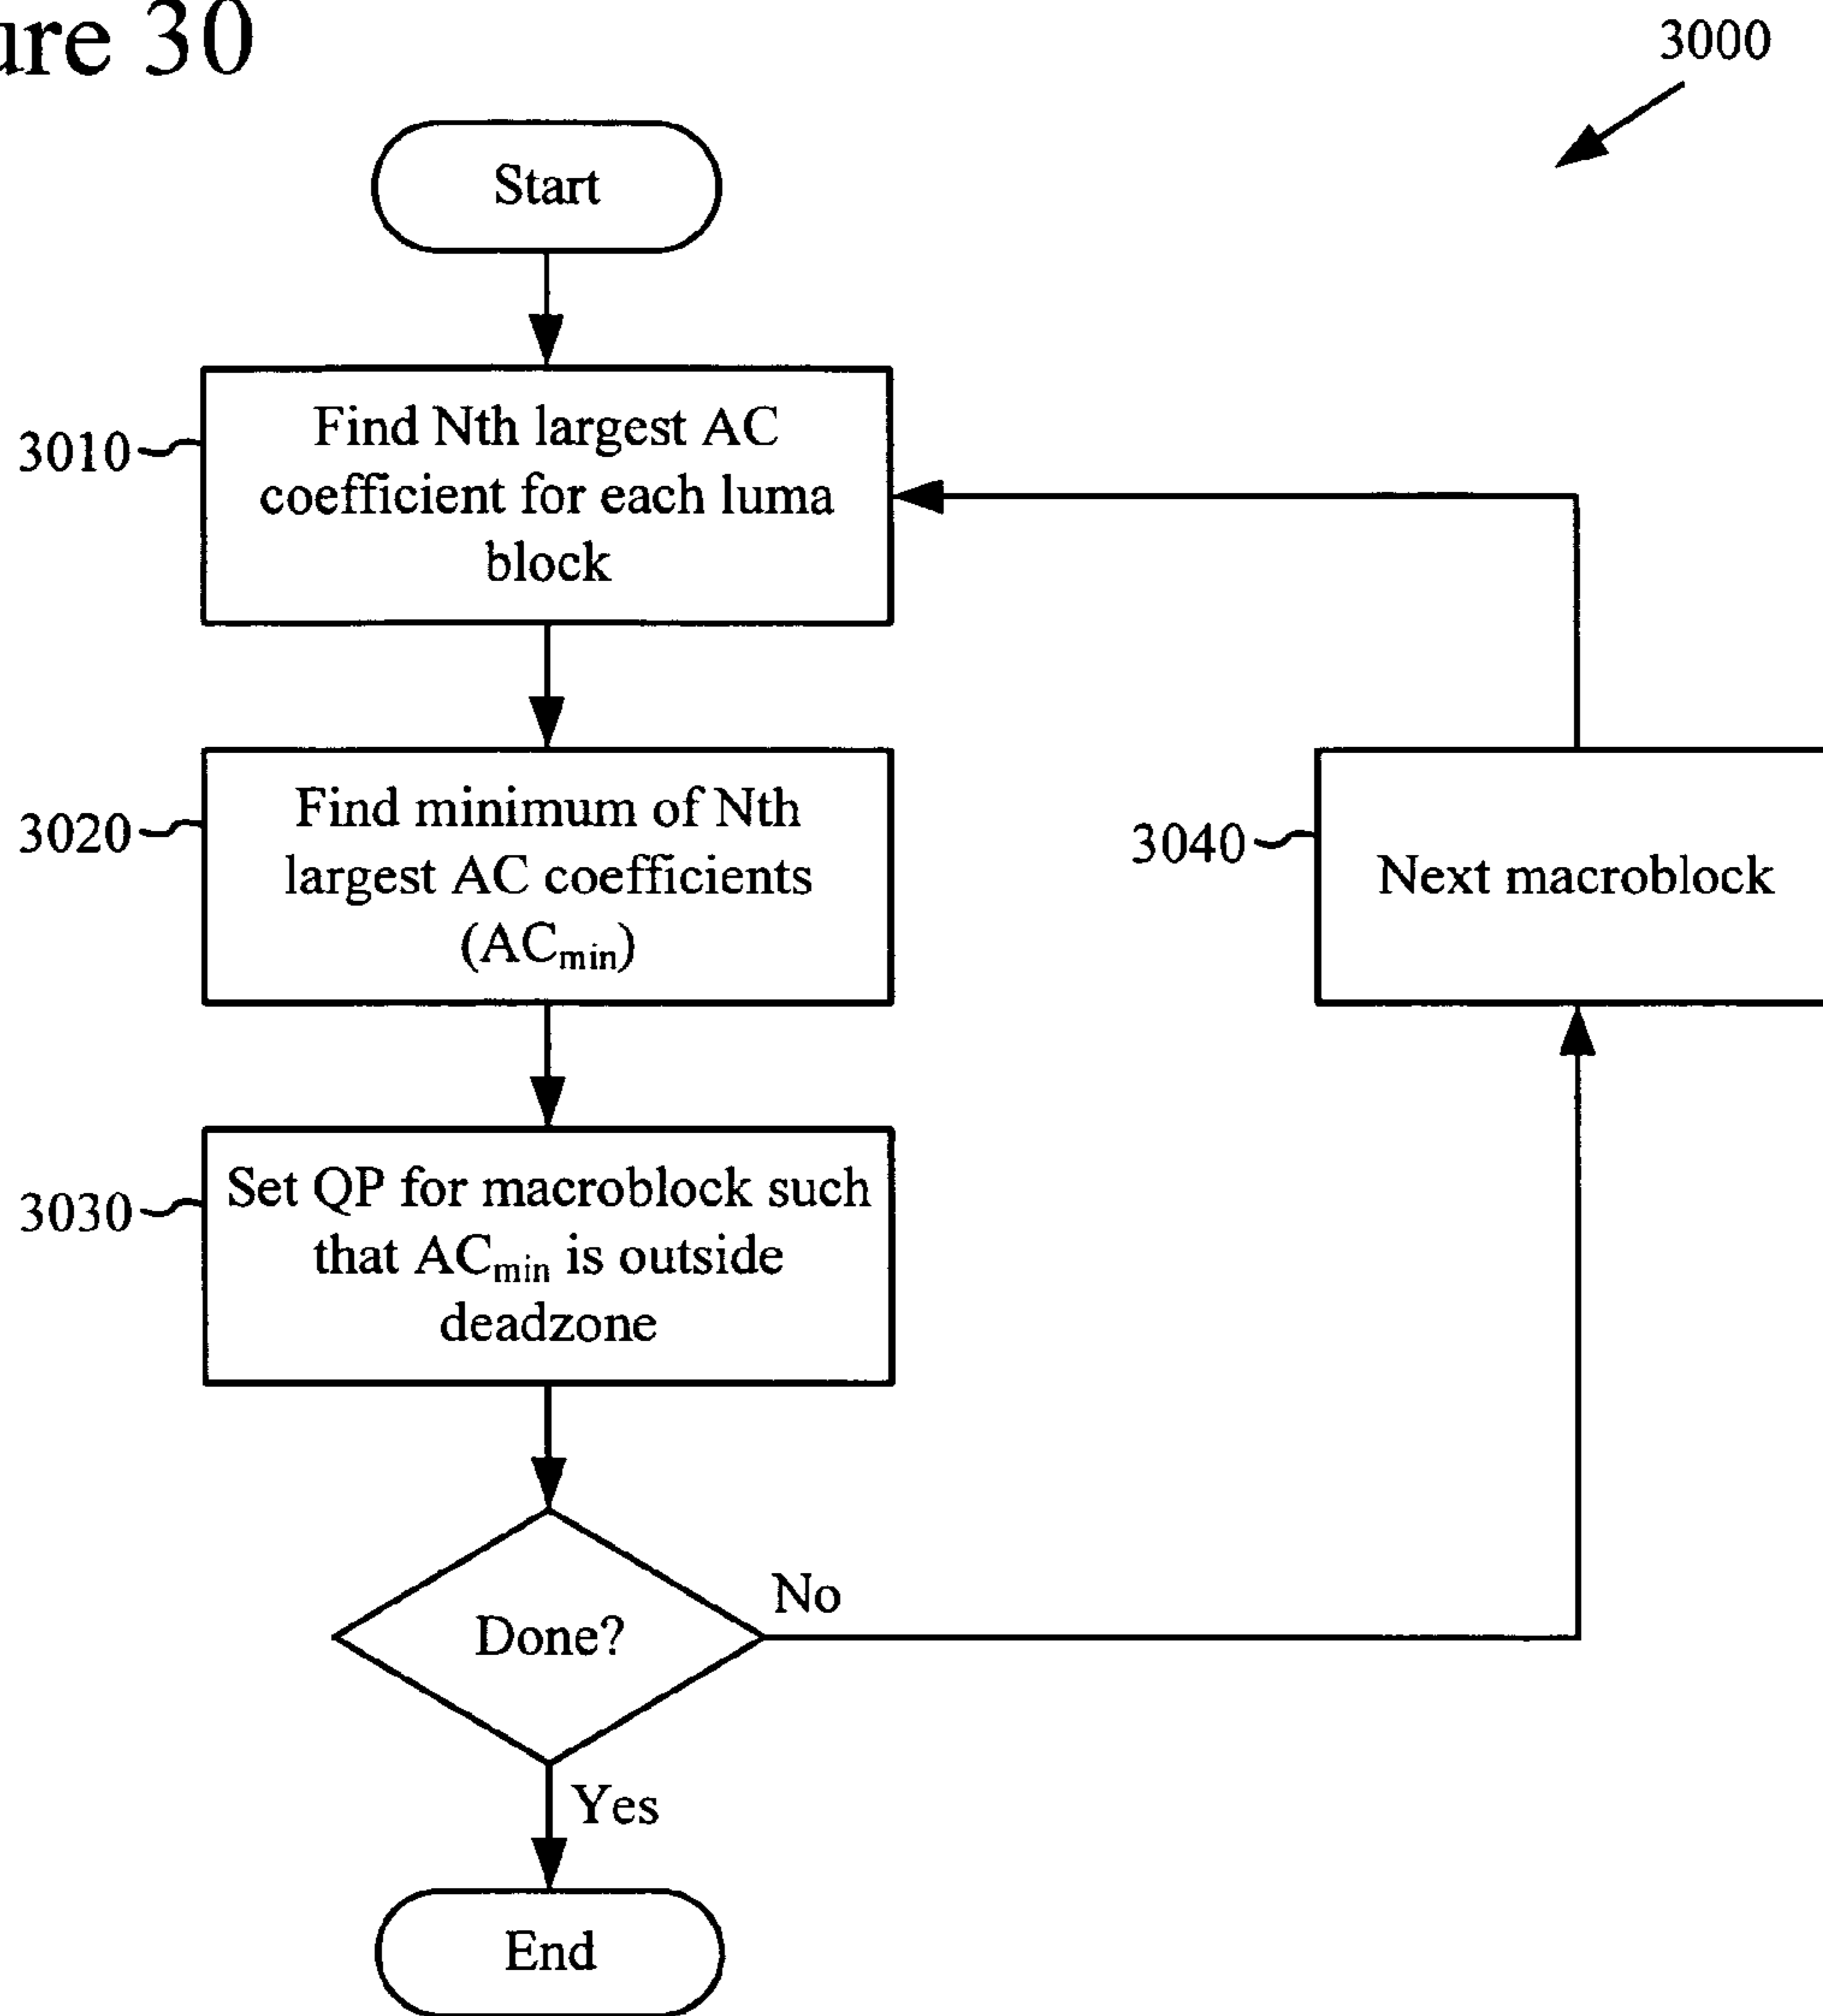 ure 30
3000
Start
3010
Find Nth largest AC
coefficient for each luma
block
3020
Find minimum of Nth
largest AC coefficients
(ACmin)
3040
Next macroblock
3030
Set QP for macroblock such
that ACmin is outside
deadzone
Done?
No
Yes
End